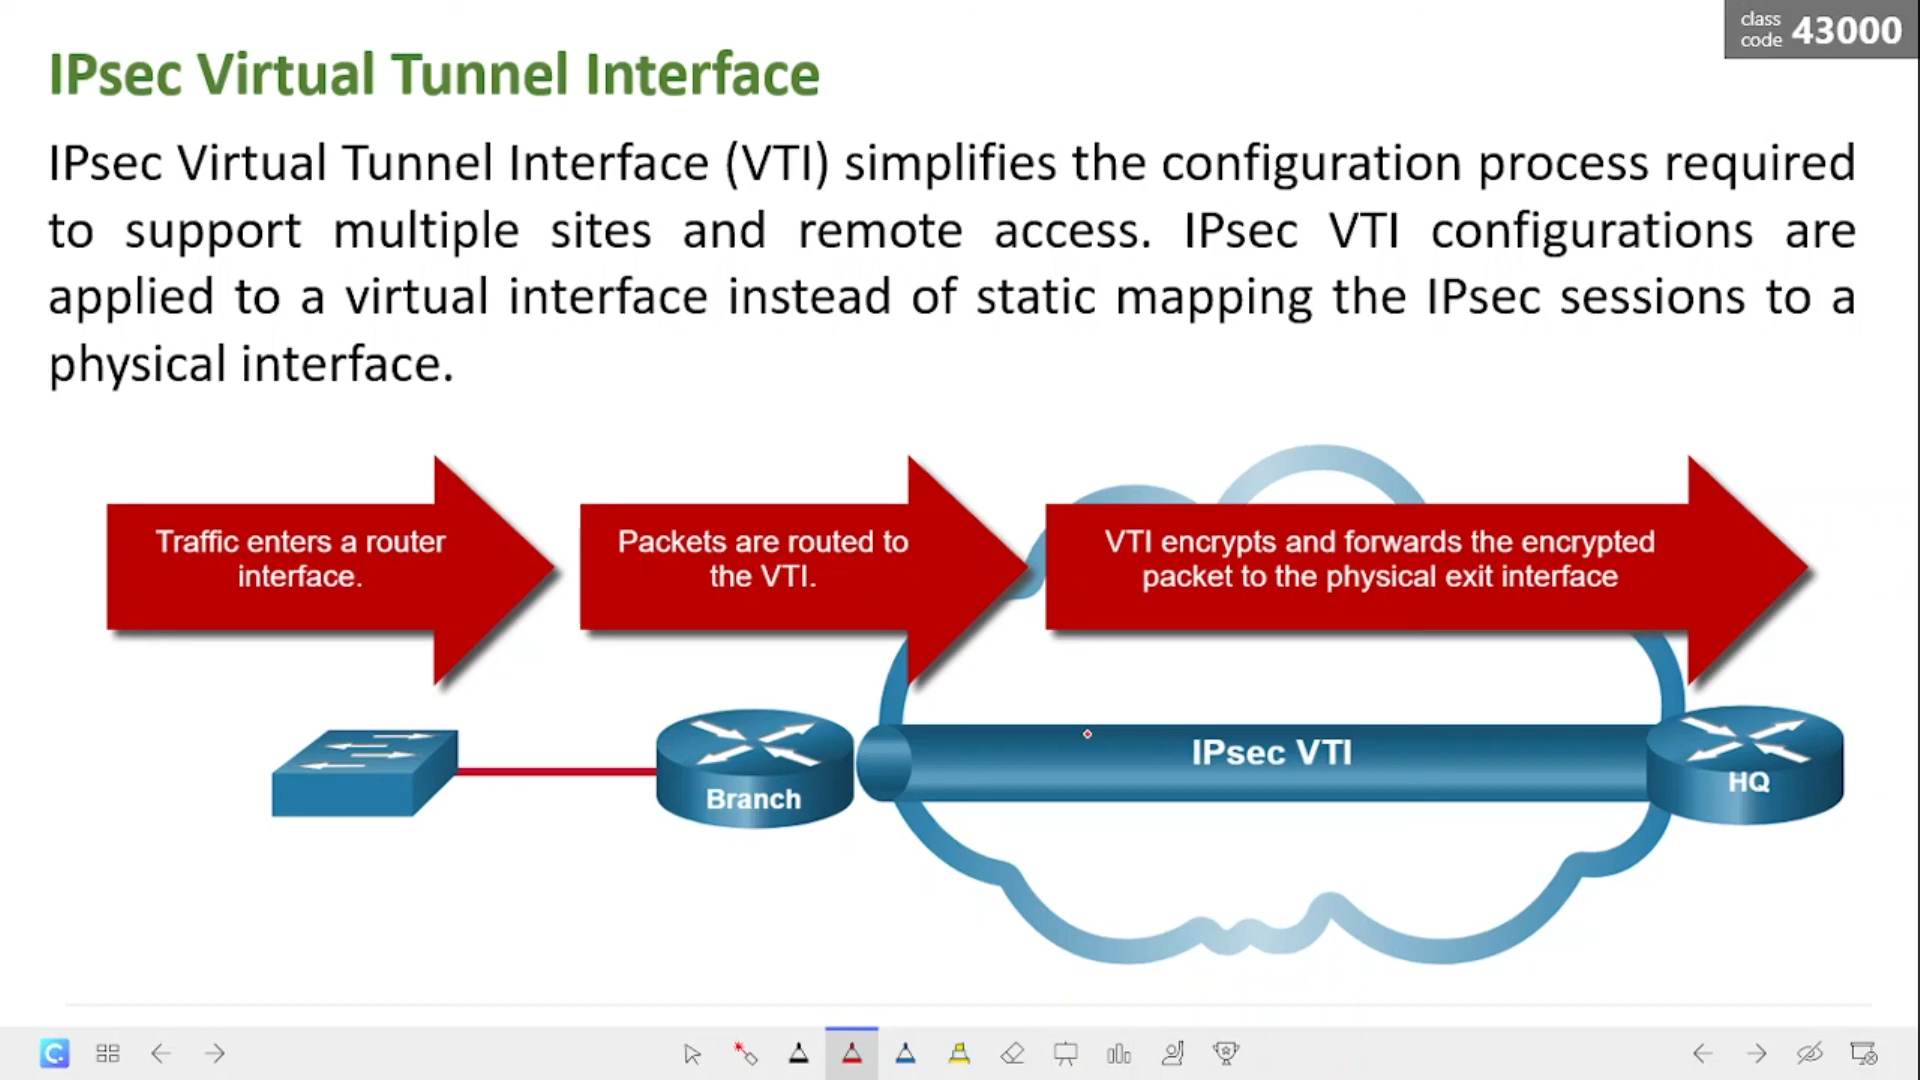 class
code 43000
IPsec Virtual Tunnel Interface
IPsec Virtual Tunnel Interface (VTI) simplifies the configuration process required
to support multiple sites and remote access. IPsec VTI configurations are
applied to a virtual interface instead of static mapping the IPsec sessions to a
physical interface.
Traffic enters a router
interface.
Packets are routed to
the VTI.
VTI encrypts and forwards the encrypted
packet to the physical exit interface
Branch
IPsec VTI
HQ